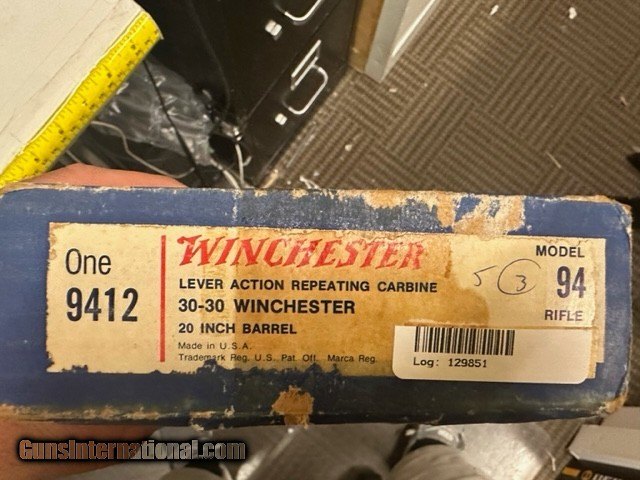 One
9412
WINCHESTER
LEVER ACTION REPEATING CARBINE
30-30 WINCHESTER
20 INCH BARREL
Made in U.S.A.
Trademark Reg. U.S. Pat. Off. Marca Reg.
5 3
MODEL
94
RIFLE
Log: 129851
GunsInternational.com